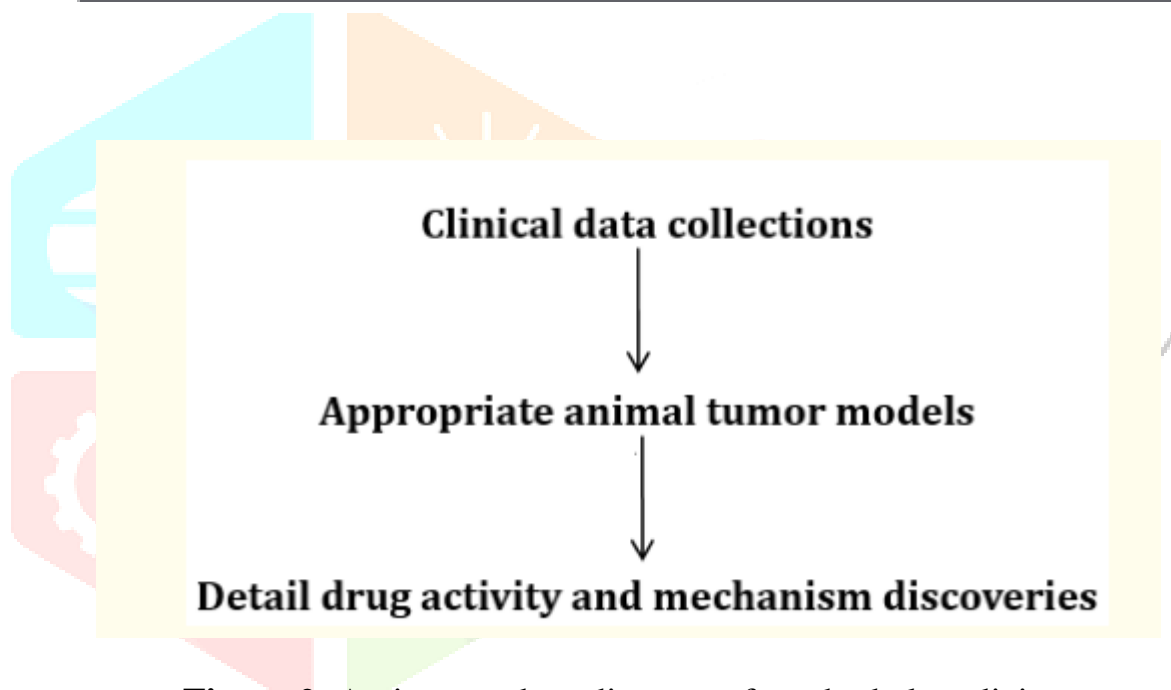 Clinical data collections
Appropriate animal tumor models
Detail drug activity and mechanism discoveries